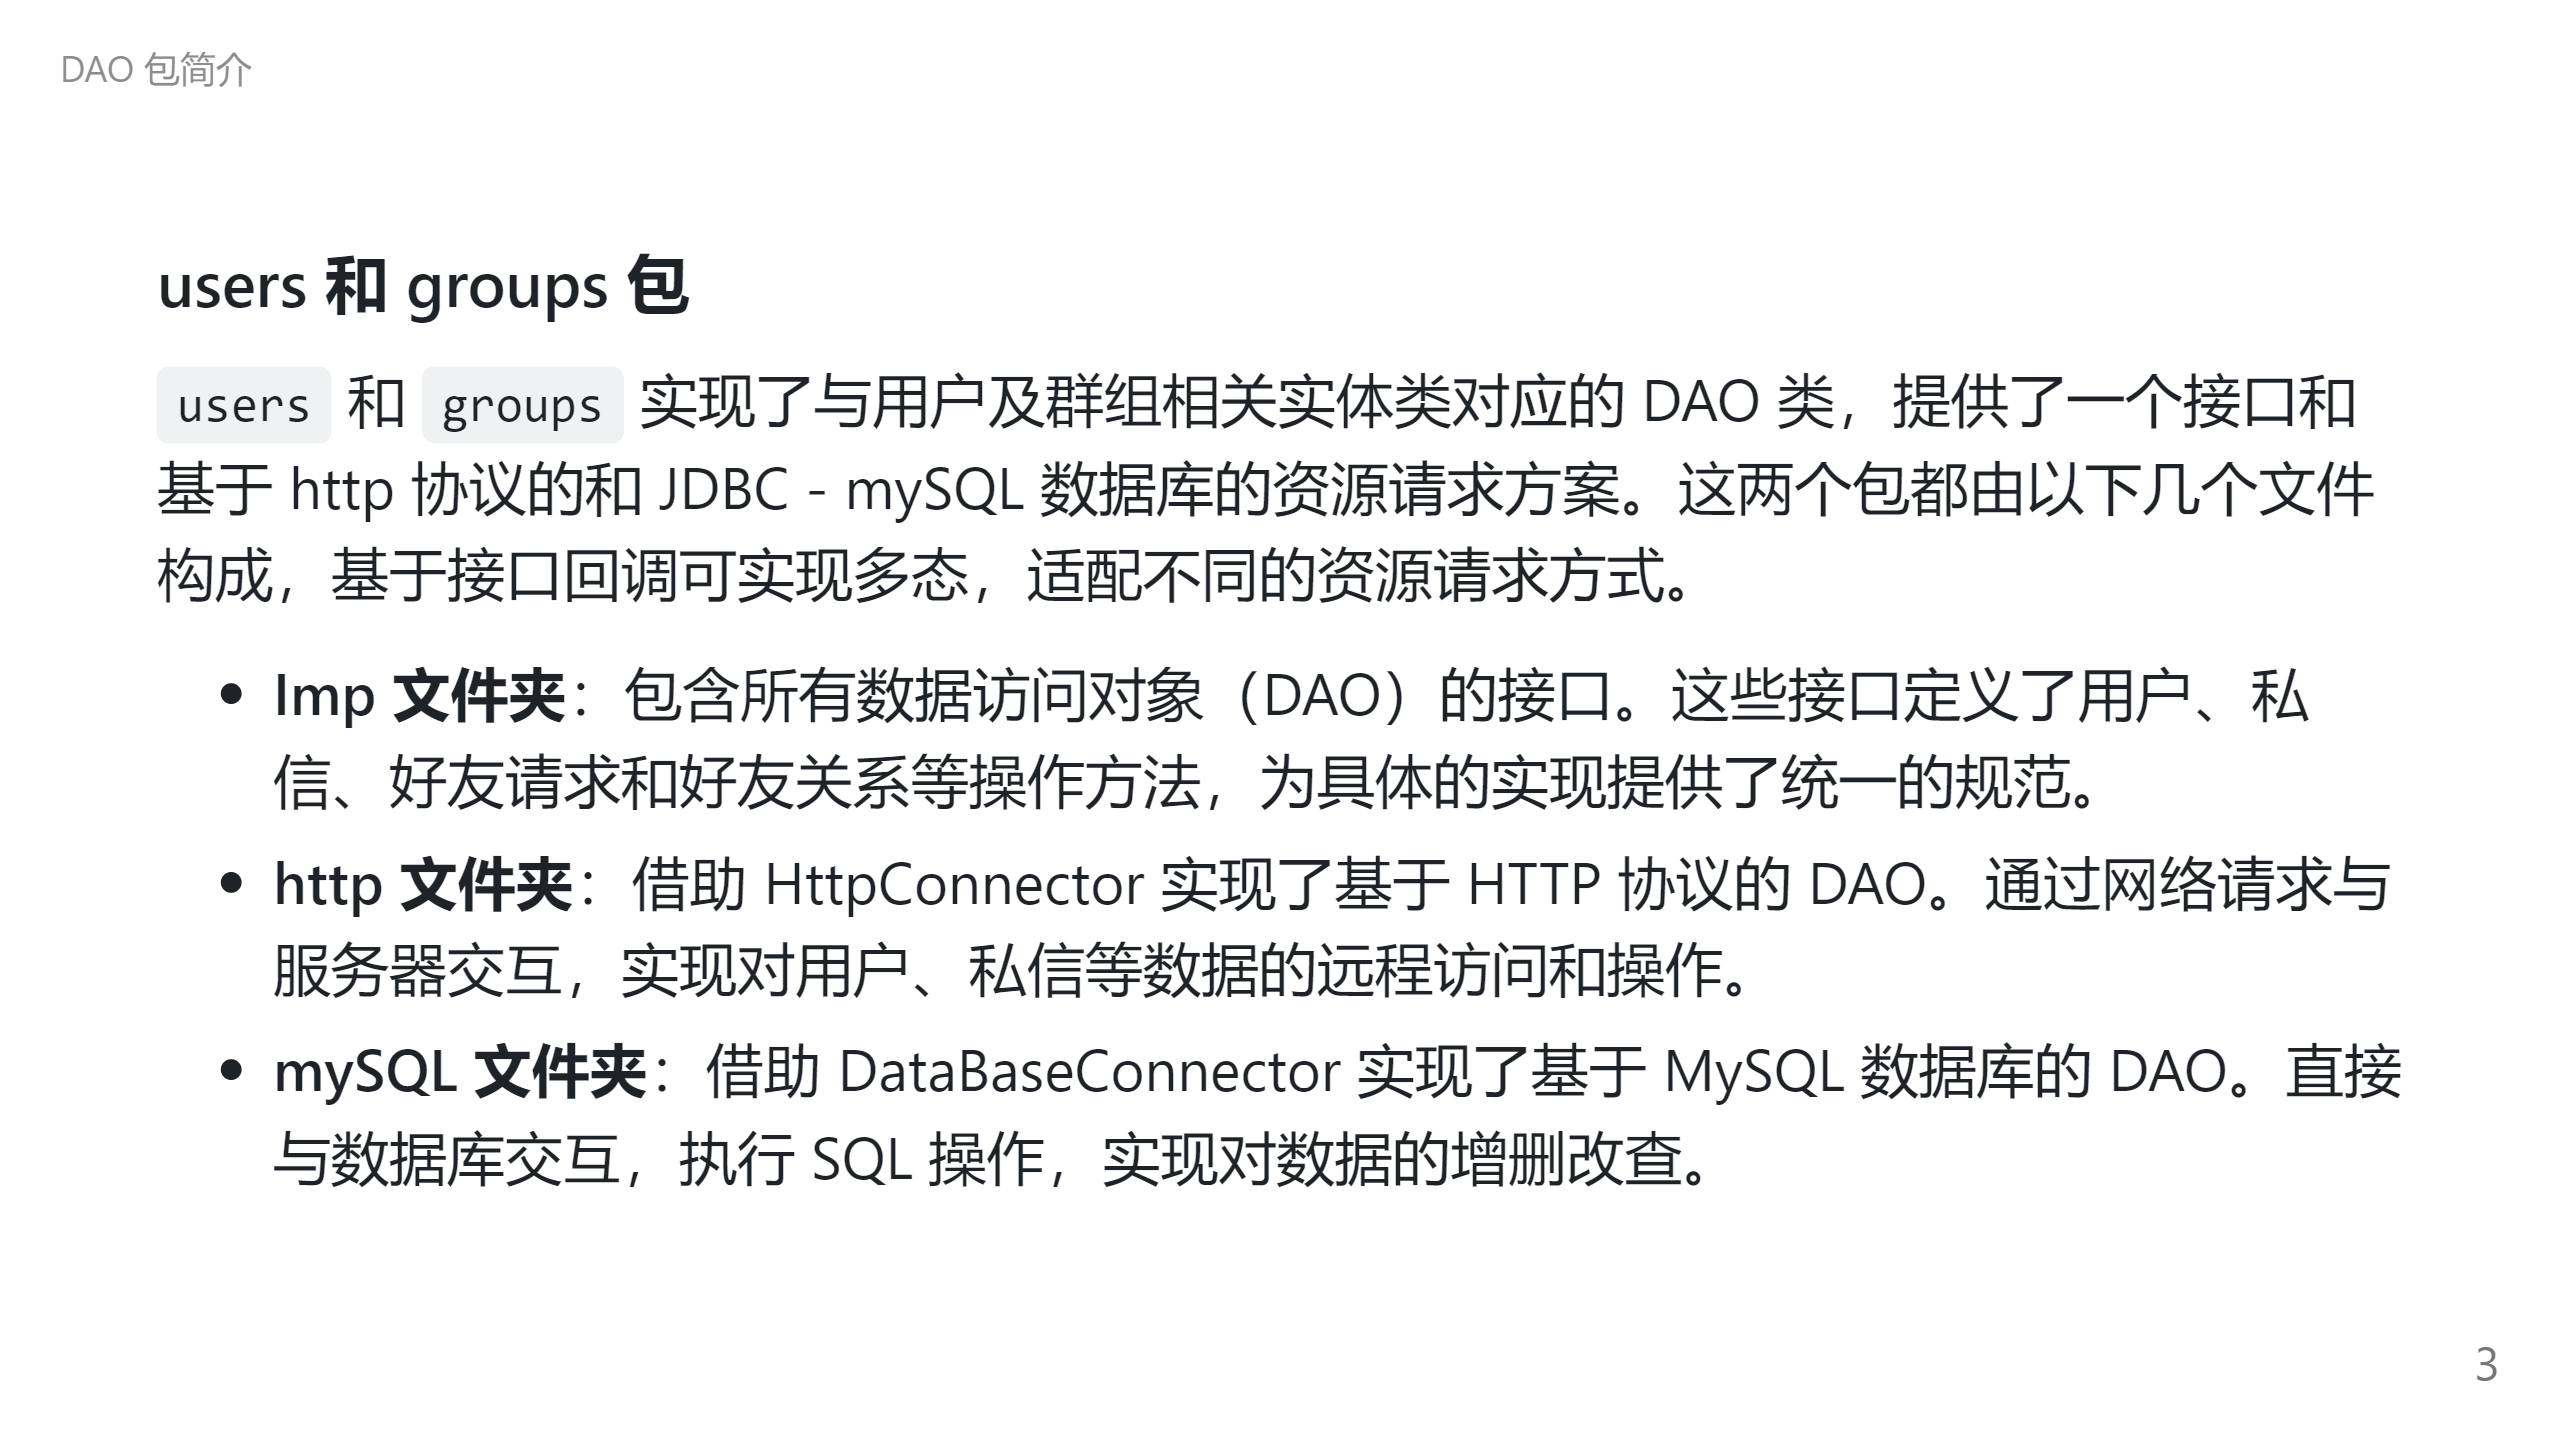 DAO 包简介
users 和 groups 包
users 和 groups 实现了与用户及群组相关实体类对应的 DAO 类，提供了一个接口和
基于 http 协议的和 JDBC - mySQL 数据库的资源请求方案。这两个包都由以下几个文件
构成，基于接口回调可实现多态，适配不同的资源请求方式。
• Imp 文件夹：包含所有数据访问对象（DAO）的接口。这些接口定义了用户、私
信、好友请求和好友关系等操作方法，为具体的实现提供了统一的规范。
• http 文件夹：借助 HttpConnector 实现了基于 HTTP 协议的 DAO。通过网络请求与
服务器交互，实现对用户、私信等数据的远程访问和操作。
• mySQL 文件夹：借助 DataBaseConnector 实现了基于 MySQL 数据库的 DAO。直接
与数据库交互，执行 SQL 操作，实现对数据的增删改查。
3